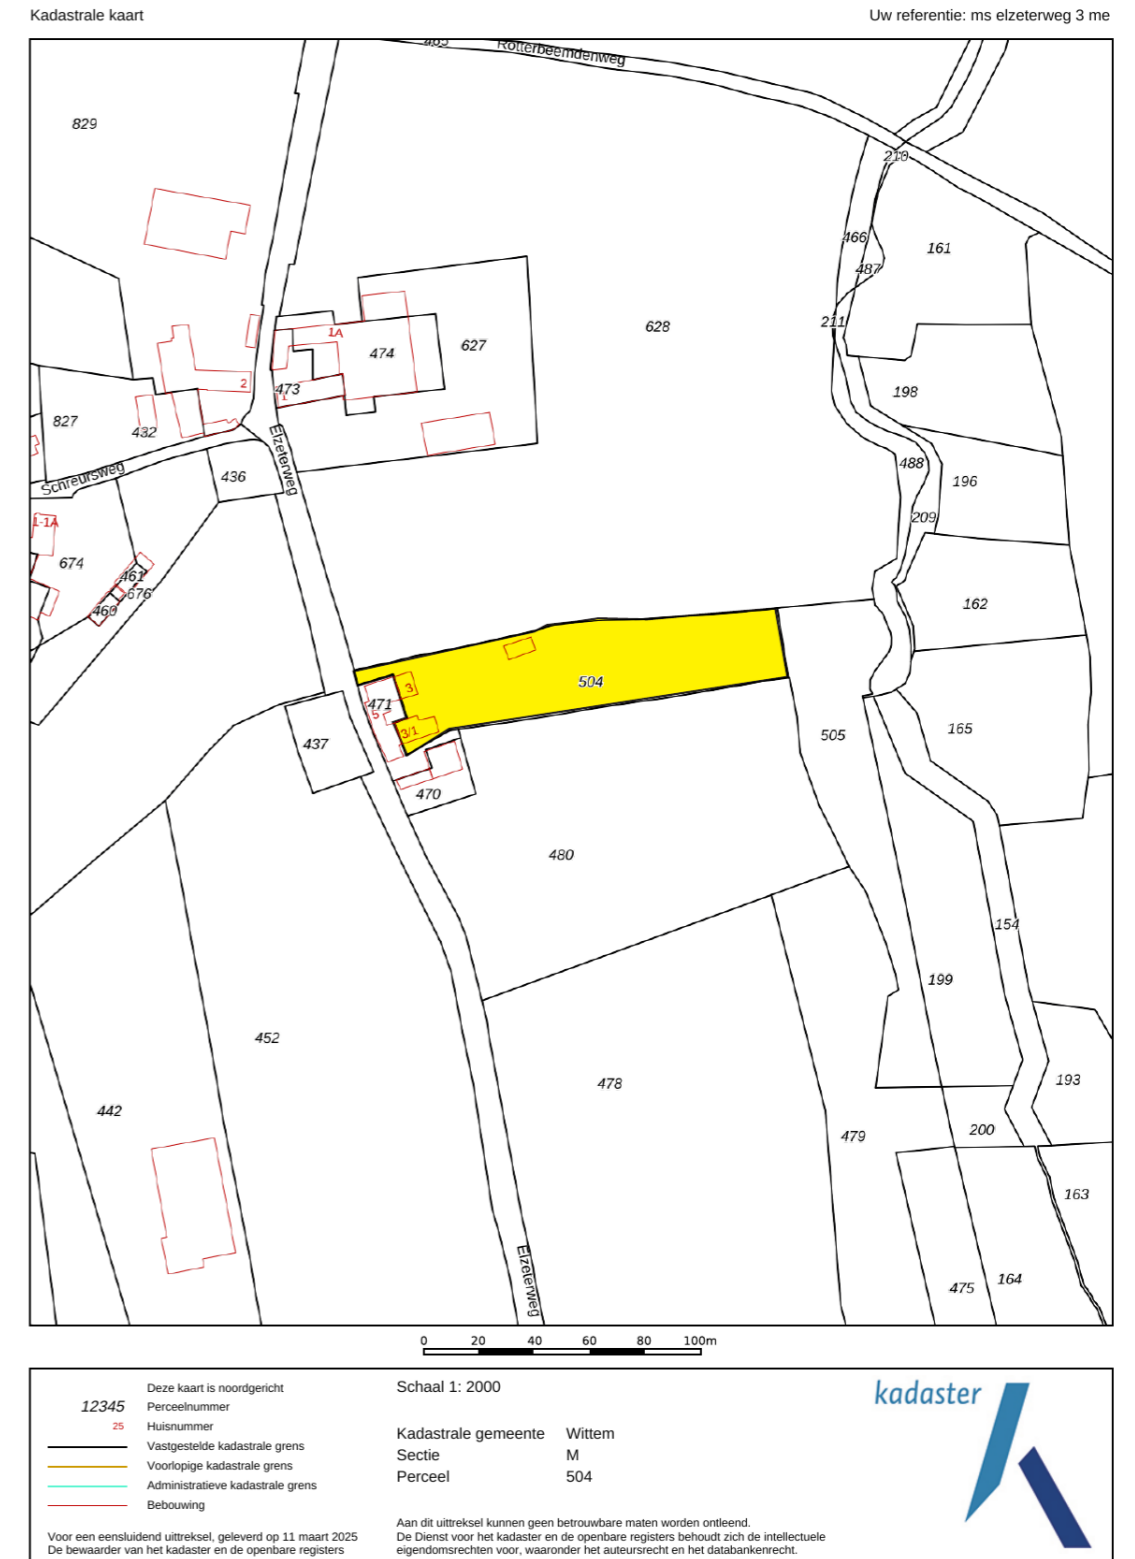 Kadastrale kaart
Uw referentie: ms elzeterweg 3 me
465
Rotterbeemdenweg
829
210
466
161
487
211
628
1A
474
627
2
473
1
198
827
432
Elzeterweg
Schreursweg
436
488
196
209
1-1A
674
461
676
460
162
504
3
471
5
3/1
437
505
165
470
480
154
199
452
478
442
193
479
200
163
Elzeterweg
475
164
0 20 40 60 80 100m
Deze kaart is noordgericht
12345 Perceelnummer
25 Huisnummer
Vastgestelde kadastrale grens
Voorlopige kadastrale grens
Administratieve kadastrale grens
Bebouwing
Voor een eensluidend uittreksel, geleverd op 11 maart 2025
De bewaarder van het kadaster en de openbare registers
Schaal 1: 2000
Kadastrale gemeente Wittem
Sectie M
Perceel 504
Aan dit uittreksel kunnen geen betrouwbare maten worden ontleend.
De Dienst voor het kadaster en de openbare registers behoudt zich de intellectuele
eigendomsrechten voor, waaronder het auteursrecht en het databankenrecht.
kadaster